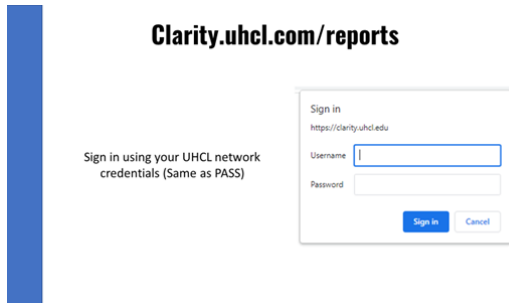 Clarity.uhcl.com/reports
Sign in
https://clarity.uhcl.edu
Sign in using your UHCL network
credentials (Same as PASS)
Username
Password
Sign in Cancel